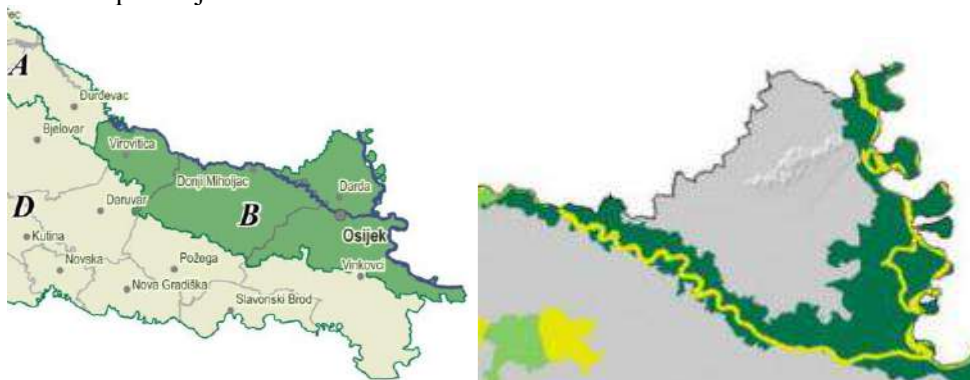 A
Đurđevac
Bjelovar
Virovitica
Donji Miholjac
Darda
D
Daruvar
B
Osijek
Kutina
Vinkovci
Požega
Novska
Nova Gradiška
Slavonski Brod